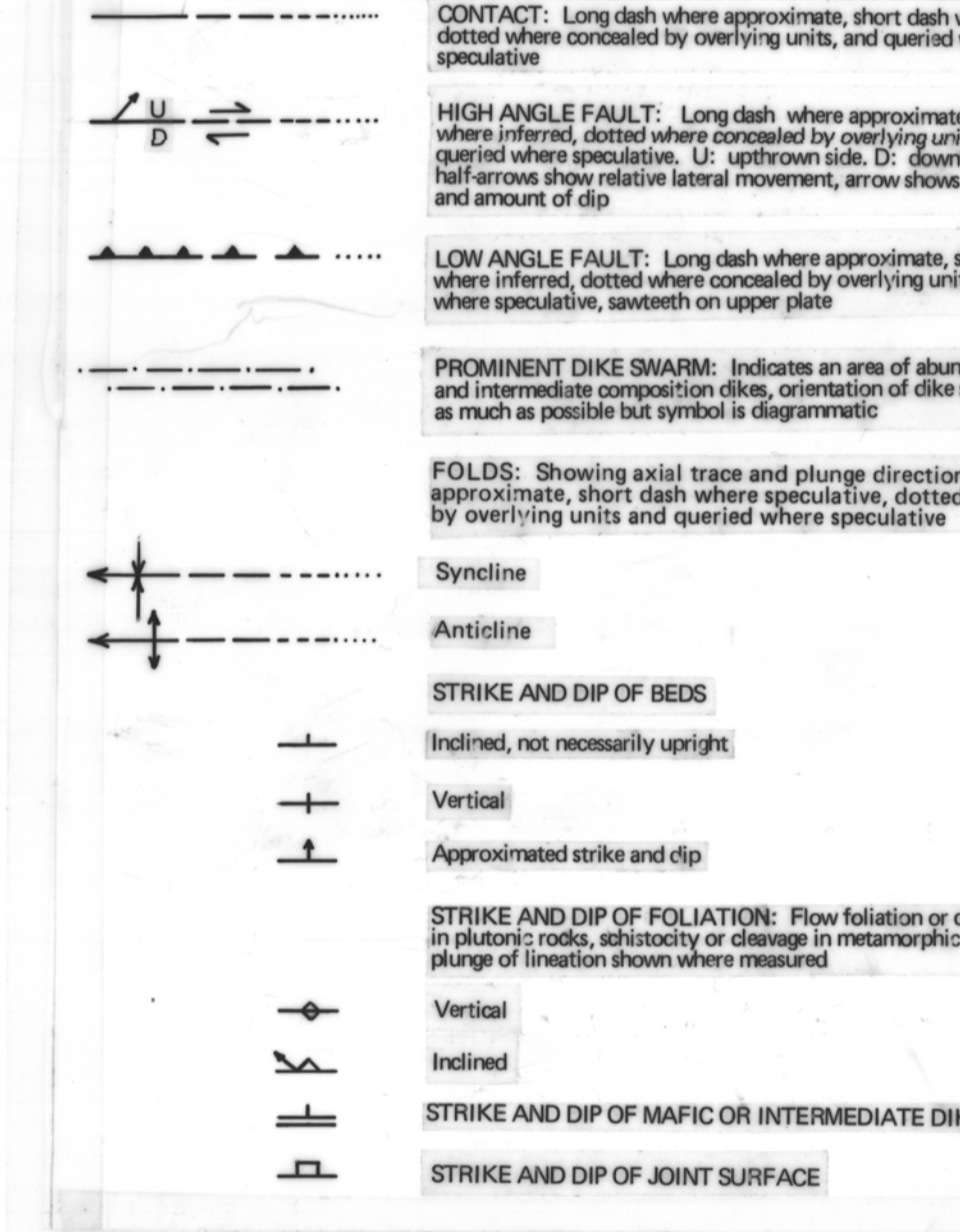 CONTACT: Long dash where approximate, short dash
dotted where concealed by overlying units, and queried
speculative
U
D
HIGH ANGLE FAULT: Long dash where approximate
where inferred, dotted where concealed by overlying
queried where speculative. U: upthrown side. D: down
half-arrows show relative lateral movement, arrow shows
and amount of dip
LOW ANGLE FAULT: Long dash where approximate,
where inferred, dotted where concealed by overlying
where speculative, sawteeth on upper plate
PROMINENT DIKE SWARM: Indicates an area of
and intermediate composition dikes, orientation of dike
as much as possible but symbol is diagrammatic
FOLDS: Showing axial trace and plunge direction
approximate, short dash where speculative, dotted
by overlying units and queried where speculative
Syncline
Anticline
STRIKE AND DIP OF BEDS
Inclined, not necessarily upright
Vertical
Approximated strike and dip
STRIKE AND DIP OF FOLIATION: Flow foliation or
in plutonic rocks, schistocity or cleavage in metamorphic
plunge of lineation shown where measured
Vertical
Inclined
STRIKE AND DIP OF MAFIC OR INTERMEDIATE
STRIKE AND DIP OF JOINT SURFACE